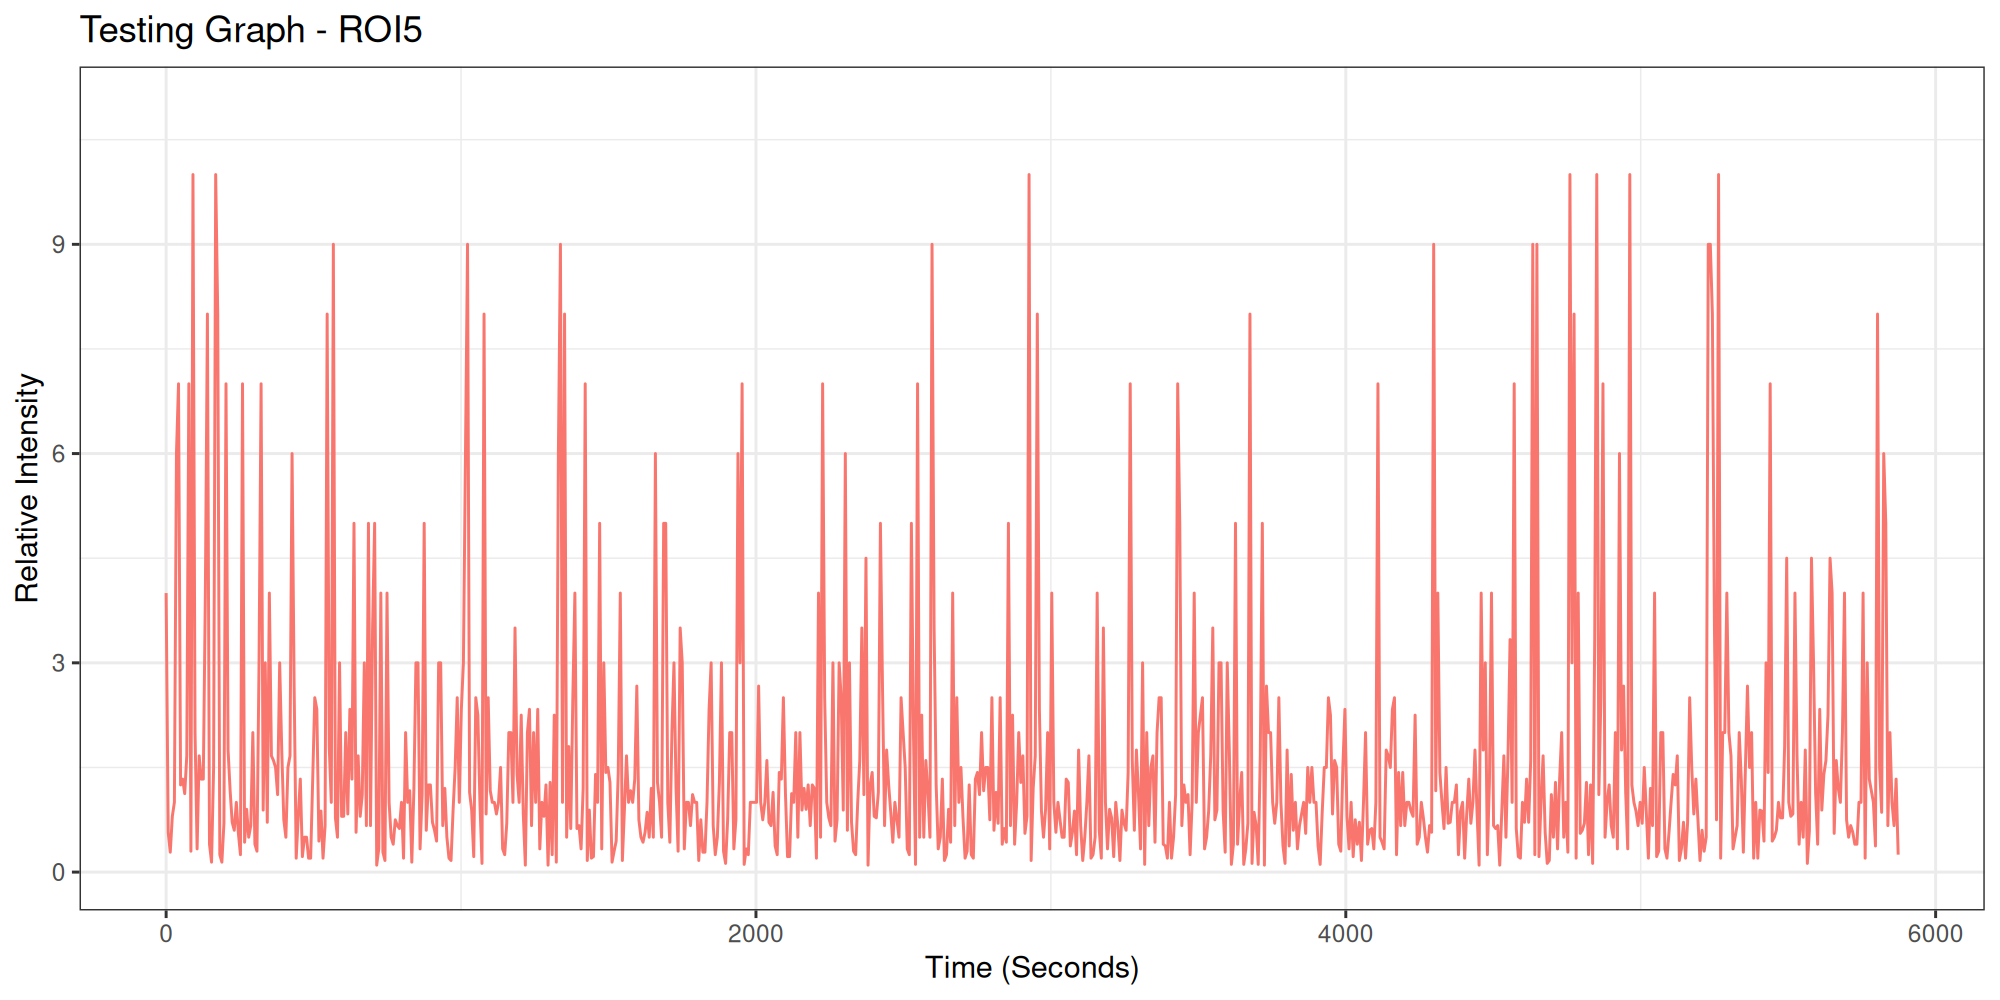 Testing Graph - ROI5
Relative Intensity
9
6
3
0
0 2000 4000 6000
Time (Seconds)